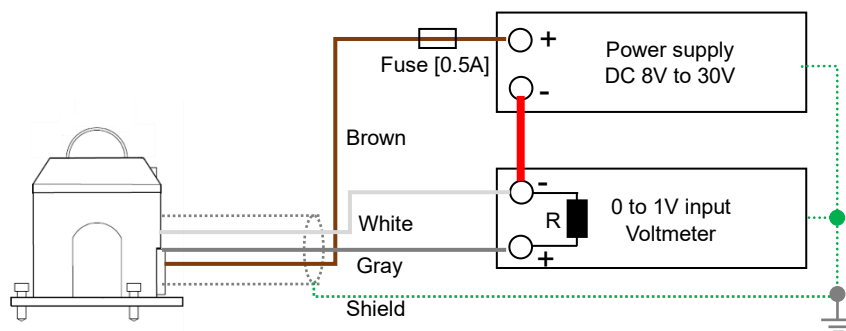 +
Power supply
DC 8V to 30V
Fuse [0.5A]
-
Brown
-
0 to 1V input
Voltmeter
R
White
+
Gray
Shield